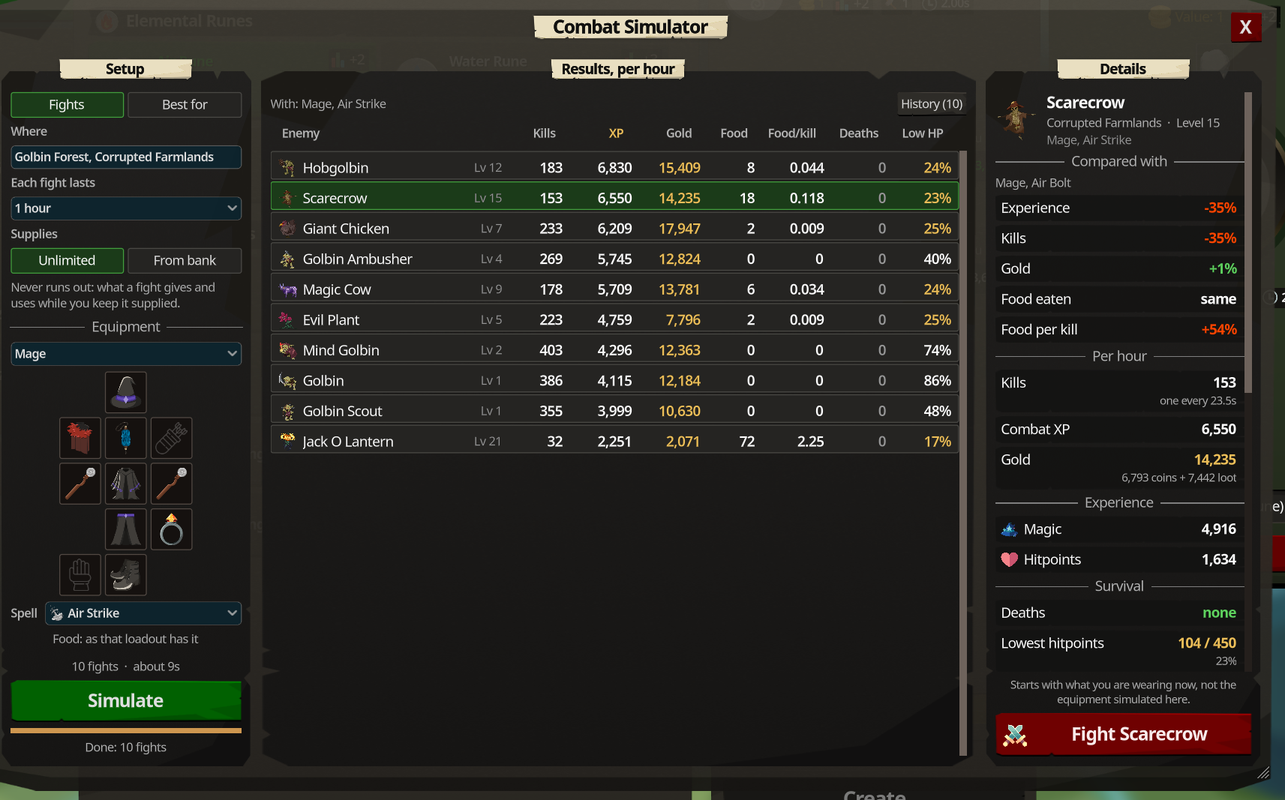 Elemental Runes
Combat Simulator
X
+2
Water Rune
Setup
Fights
Best for
Where
Golbin Forest, Corrupted Farmlands
Each fight lasts
1 hour
Supplies
Unlimited
From bank
Never runs out: what a fight gives and
uses while you keep it supplied.
Equipment
Mage
Spell
Air Strike
Food: as that loadout has it
10 fights · about 9s
Simulate
Done: 10 fights
Results, per hour
With: Mage, Air Strike
History (10)
Enemy Kills XP Gold Food Food/kill Deaths Low HP
Hobgolbin Lv 12 183 6,830 15,409 8 0.044 0 24%
Scarecrow Lv 15 153 6,550 14,235 18 0.118 0 23%
Giant Chicken Lv 7 233 6,209 17,947 2 0.009 0 25%
Golbin Ambusher Lv 4 269 5,745 12,824 0 0 0 40%
Magic Cow Lv 9 178 5,709 13,781 6 0.034 0 24%
Evil Plant Lv 5 223 4,759 7,796 2 0.009 0 25%
Mind Golbin Lv 2 403 4,296 12,363 0 0 0 74%
Golbin Lv 1 386 4,115 12,184 0 0 0 86%
Golbin Scout Lv 1 355 3,999 10,630 0 0 0 48%
Jack O Lantern Lv 21 32 2,251 2,071 72 2.25 0 17%
Details
Scarecrow
Corrupted Farmlands · Level 15
Mage, Air Strike
Compared with
Mage, Air Bolt
Experience -35%
Kills -35%
Gold +1%
Food eaten same
Food per kill +54%
Per hour
Kills 153
one every 23.5s
Combat XP 6,550
Gold 14,235
6,793 coins + 7,442 loot
Experience
Magic 4,916
Hitpoints 1,634
Survival
Deaths none
Lowest hitpoints 104 / 450
23%
Starts with what you are wearing now, not the
equipment simulated here.
Fight Scarecrow
Create